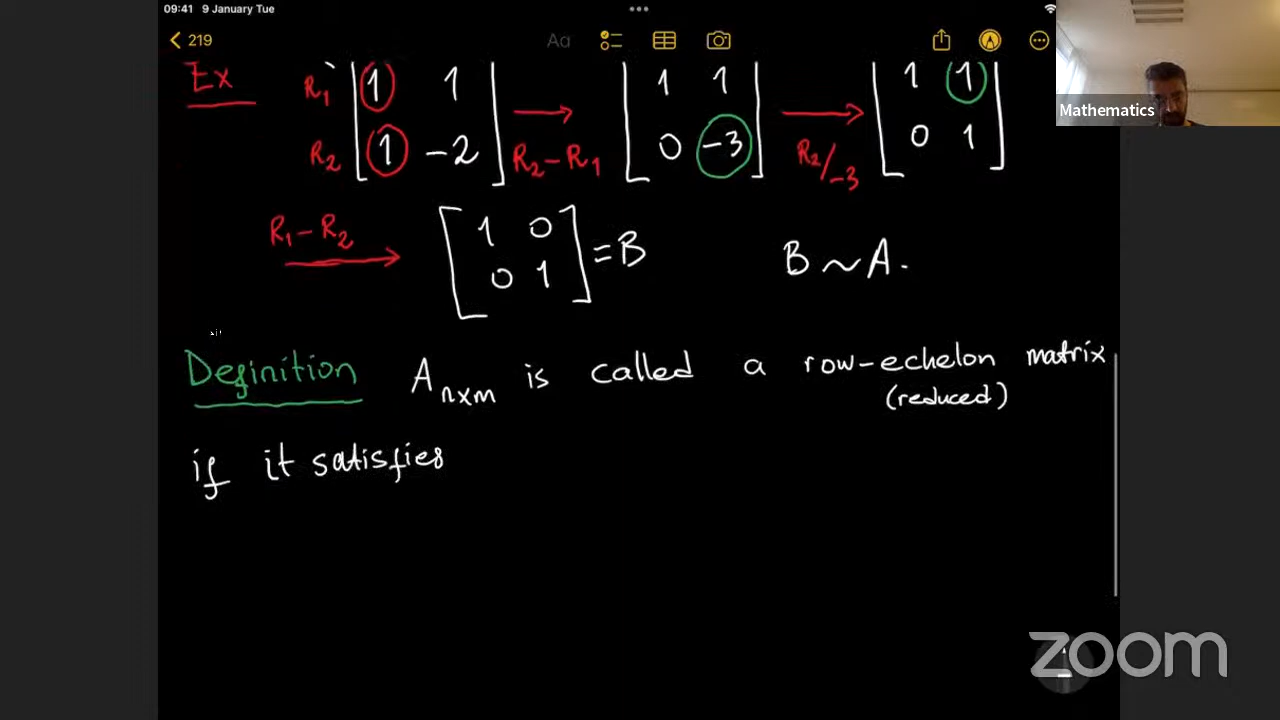 09:41 9 January Tue
219
Aa
Mathematics
Ex R₁ 1 1 1 1 1 1
R₂ 1 -2 R₂-R₁ 0 -3 R₂/-3 0 1
R₁-R₂ 1 0
0 1 =B B~A.
Definition Aₙₓₘ is called a row-echelon matrix
(reduced)
if it satisfies
zoom